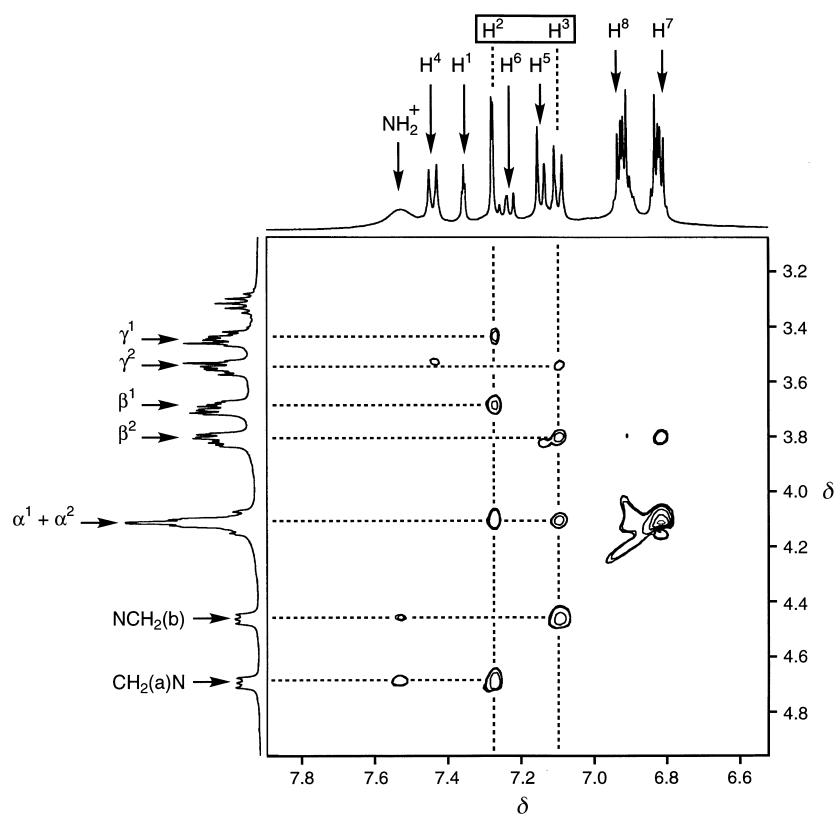 H² H³ H⁸ H⁷
H⁴ H¹ H⁶ H⁵
NH₂⁺
γ¹
γ²
β¹
β²
α¹ + α²
NCH₂(b)
CH₂(a)N
3.2
3.4
3.6
3.8
4.0
4.2
4.4
4.6
4.8
δ
7.8 7.6 7.4 7.2 7.0 6.8 6.6
δ